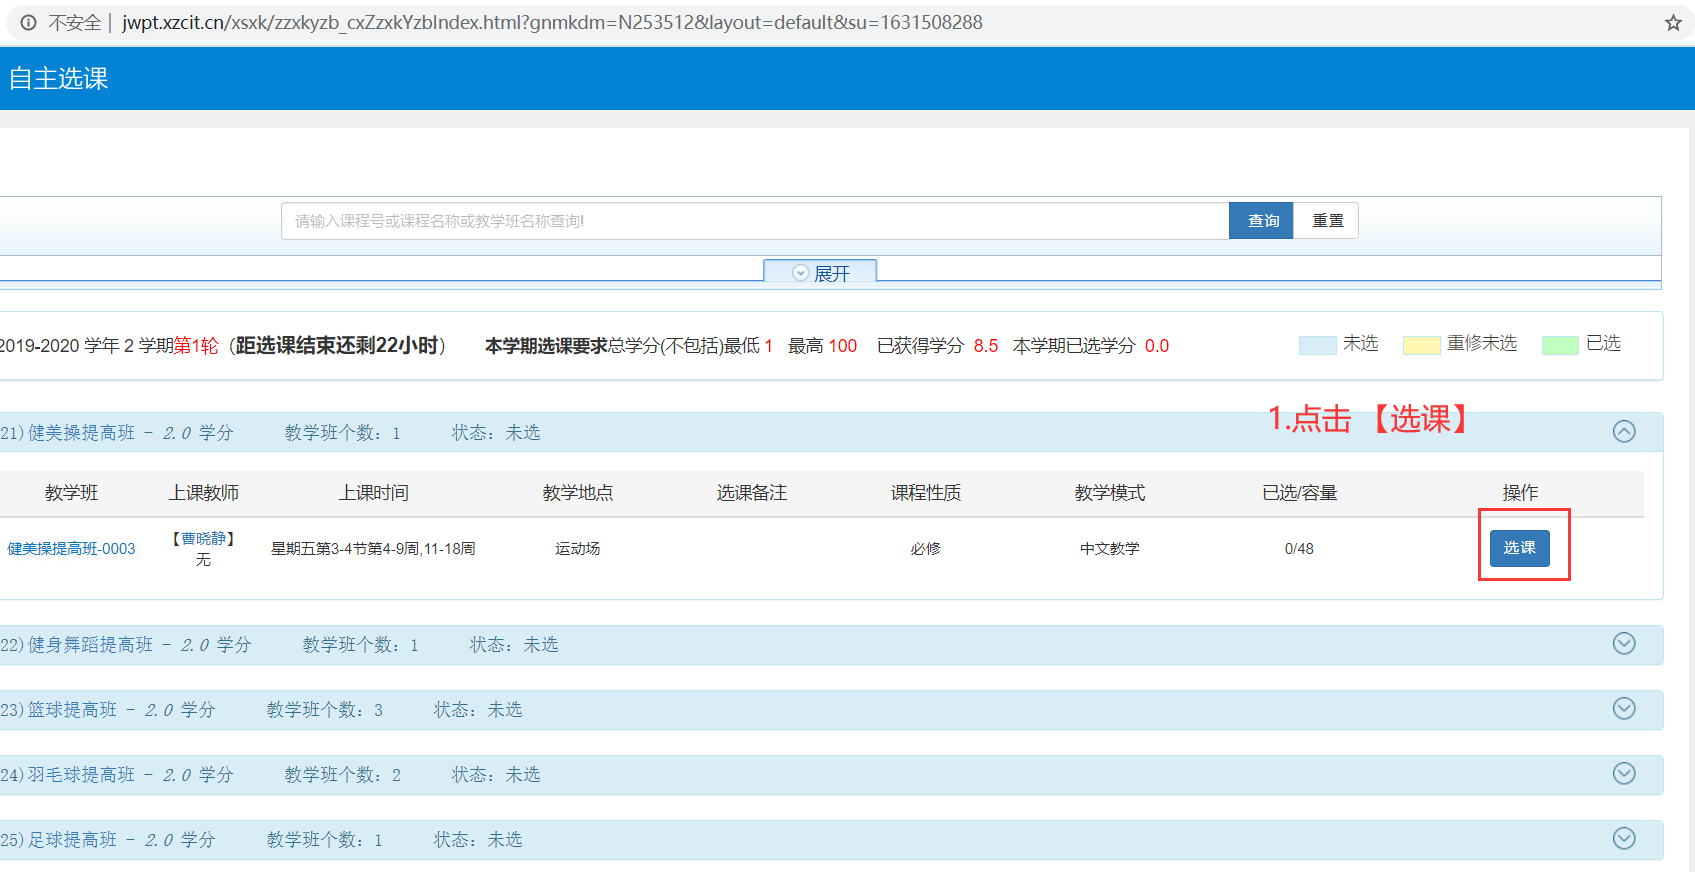 不安全 | jwpt.xzcit.cn/xsxk/zzxkyzb_cxZzxkYzbIndex.html?gnmkdm=N253512&layout=default&su=1631508288
自主选课
请输入课程号或课程名称或教学班名称查询! 查询 重置
展开
2019-2020 学年 2 学期第1轮（距选课结束还剩22小时） 本学期选课要求总学分(不包括)最低 1 最高 100 已获得学分 8.5 本学期已选学分 0.0 未选 重修未选 已选
1.点击 【选课】
21)健美操提高班 - 2.0 学分 教学班个数：1 状态：未选
教学班 上课教师 上课时间 教学地点 选课备注 课程性质 教学模式 已选/容量 操作
健美操提高班-0003 【曹晓静】 星期五第3-4节第4-9周,11-18周 运动场 必修 中文教学 0/48 选课
无
22)健身舞蹈提高班 - 2.0 学分 教学班个数：1 状态：未选
23)篮球提高班 - 2.0 学分 教学班个数：3 状态：未选
24)羽毛球提高班 - 2.0 学分 教学班个数：2 状态：未选
25)足球提高班 - 2.0 学分 教学班个数：1 状态：未选